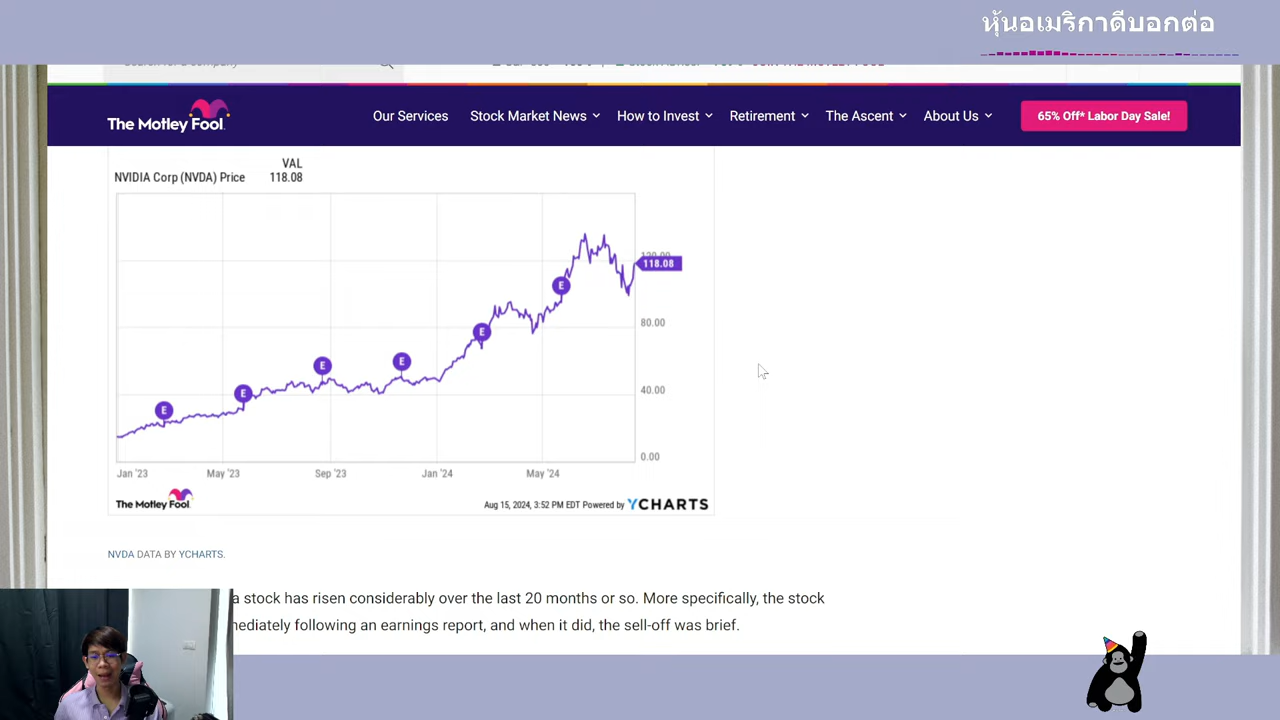 หุ้นอเมริกาดีบอกต่อ
The Motley Fool.
Our Services
Stock Market News
How to Invest
Retirement
The Ascent
About Us
65% Off* Labor Day Sale!
VAL
NVIDIA Corp (NVDA) Price 118.08
120.00
118.08
80.00
40.00
0.00
Jan '23 May '23 Sep '23 Jan '24 May '24
E
E
E
E
E
E
The Motley Fool.
Aug 15, 2024, 3:52 PM EDT Powered by YCHARTS
NVDA DATA BY YCHARTS.
a stock has risen considerably over the last 20 months or so. More specifically, the stock
mediately following an earnings report, and when it did, the sell-off was brief.